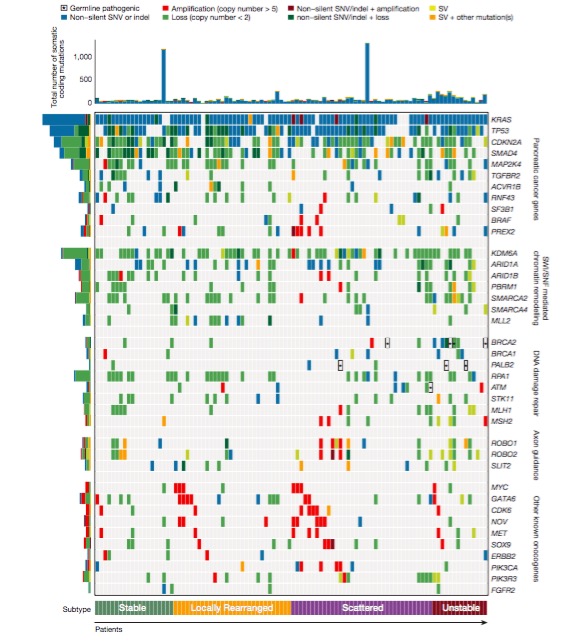 Germline pathogenic
Amplification (copy number > 5)
Non-silent SNV/indel + amplification
SV
Non-silent SNV or indel
Loss (copy number < 2)
non-silent SNV/indel + loss
SV + other mutation(s)
Total number of somatic
coding mutations
1,000
500
0
KRAS
TP53
CDKN2A
SMAD4
MAP2K4
TGFBR2
ACVR1B
RNF43
SF3B1
BRAF
PREX2
Pancreatic cancer genes
KDM6A
ARID1A
ARID1B
PBRM1
SMARCA2
SMARCA4
MLL2
SWI/SNF mediated
chromatin remodelling
BRCA2
BRCA1
PALB2
RPA1
ATM
STK11
MLH1
MSH2
DNA damage repair
ROBO1
ROBO2
SLIT2
Axon guidance
MYC
GATA6
CDK6
NOV
MET
SOX9
ERBB2
PIK3CA
PIK3R3
FGFR2
Other known oncogenes
Subtype
Stable
Locally Rearranged
Scattered
Unstable
Patients